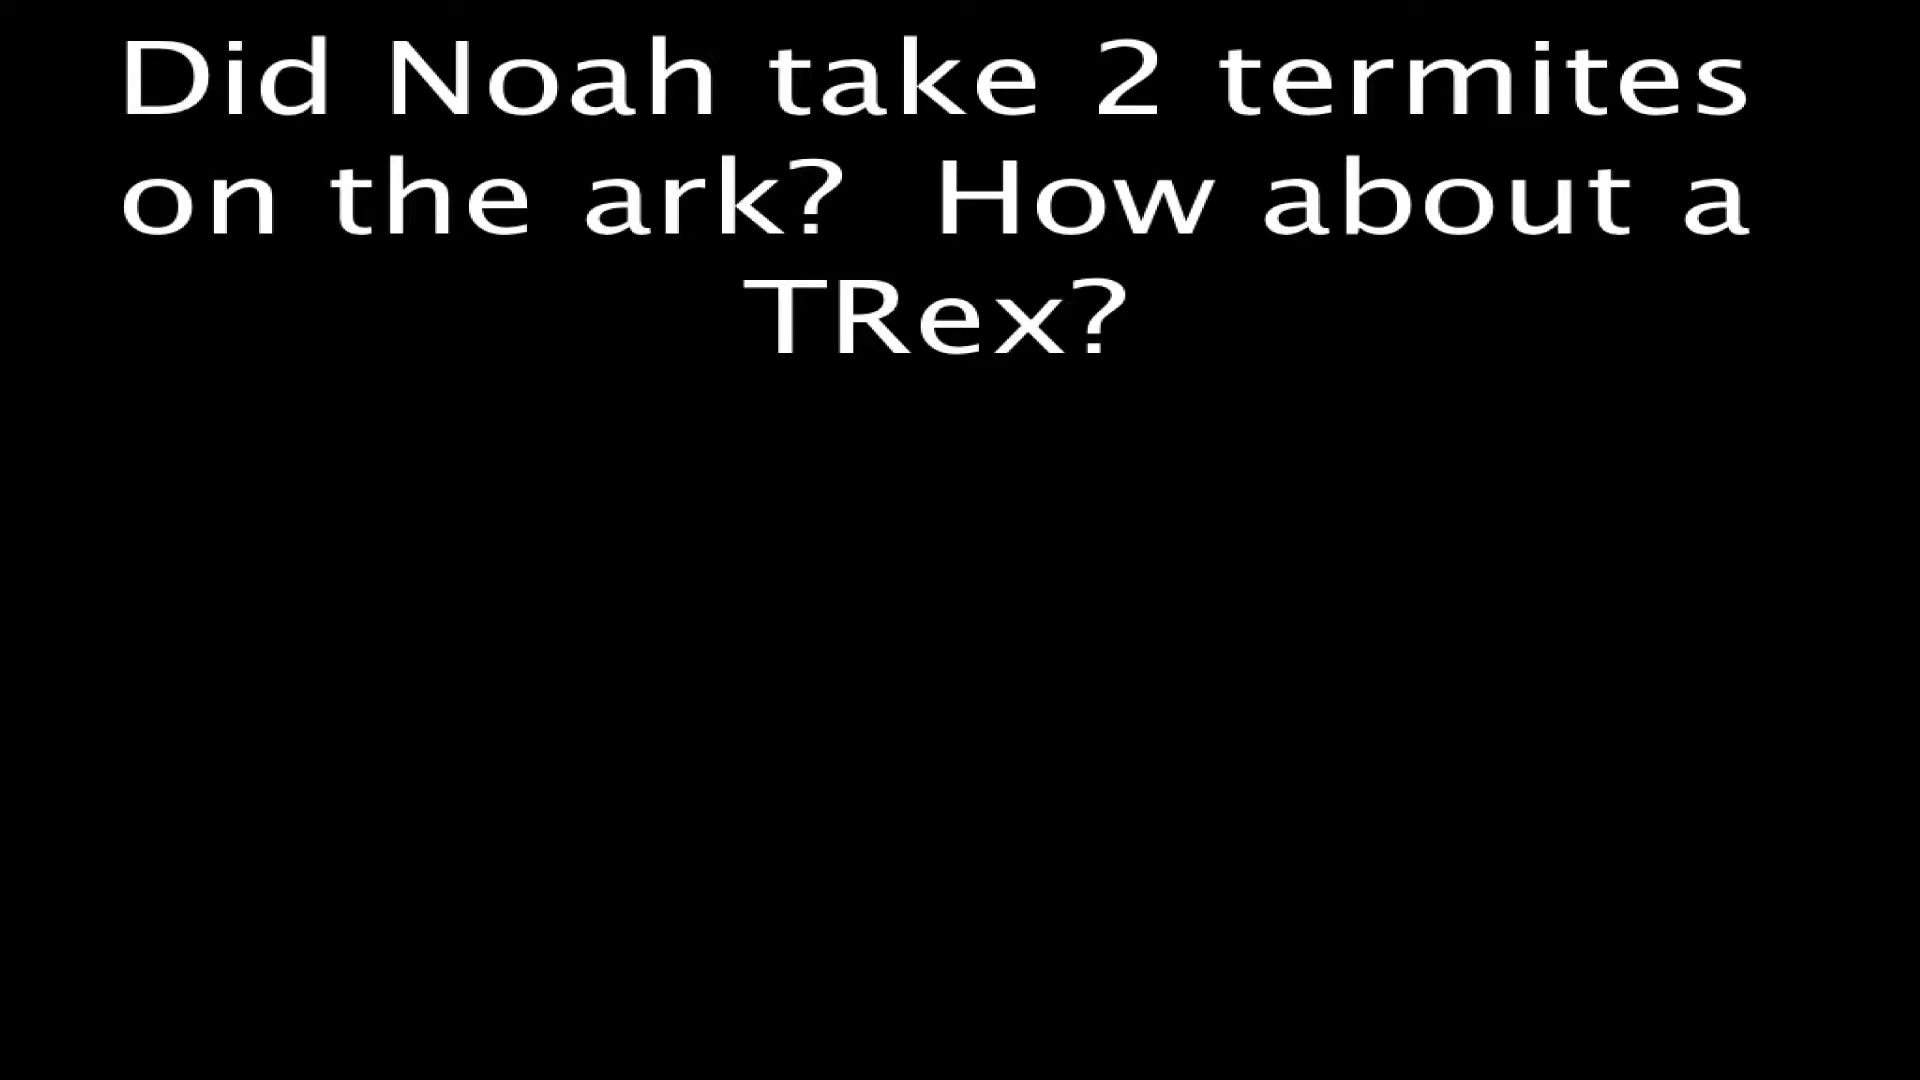 Did Noah take 2 termites
on the ark?  How about a
TRex?